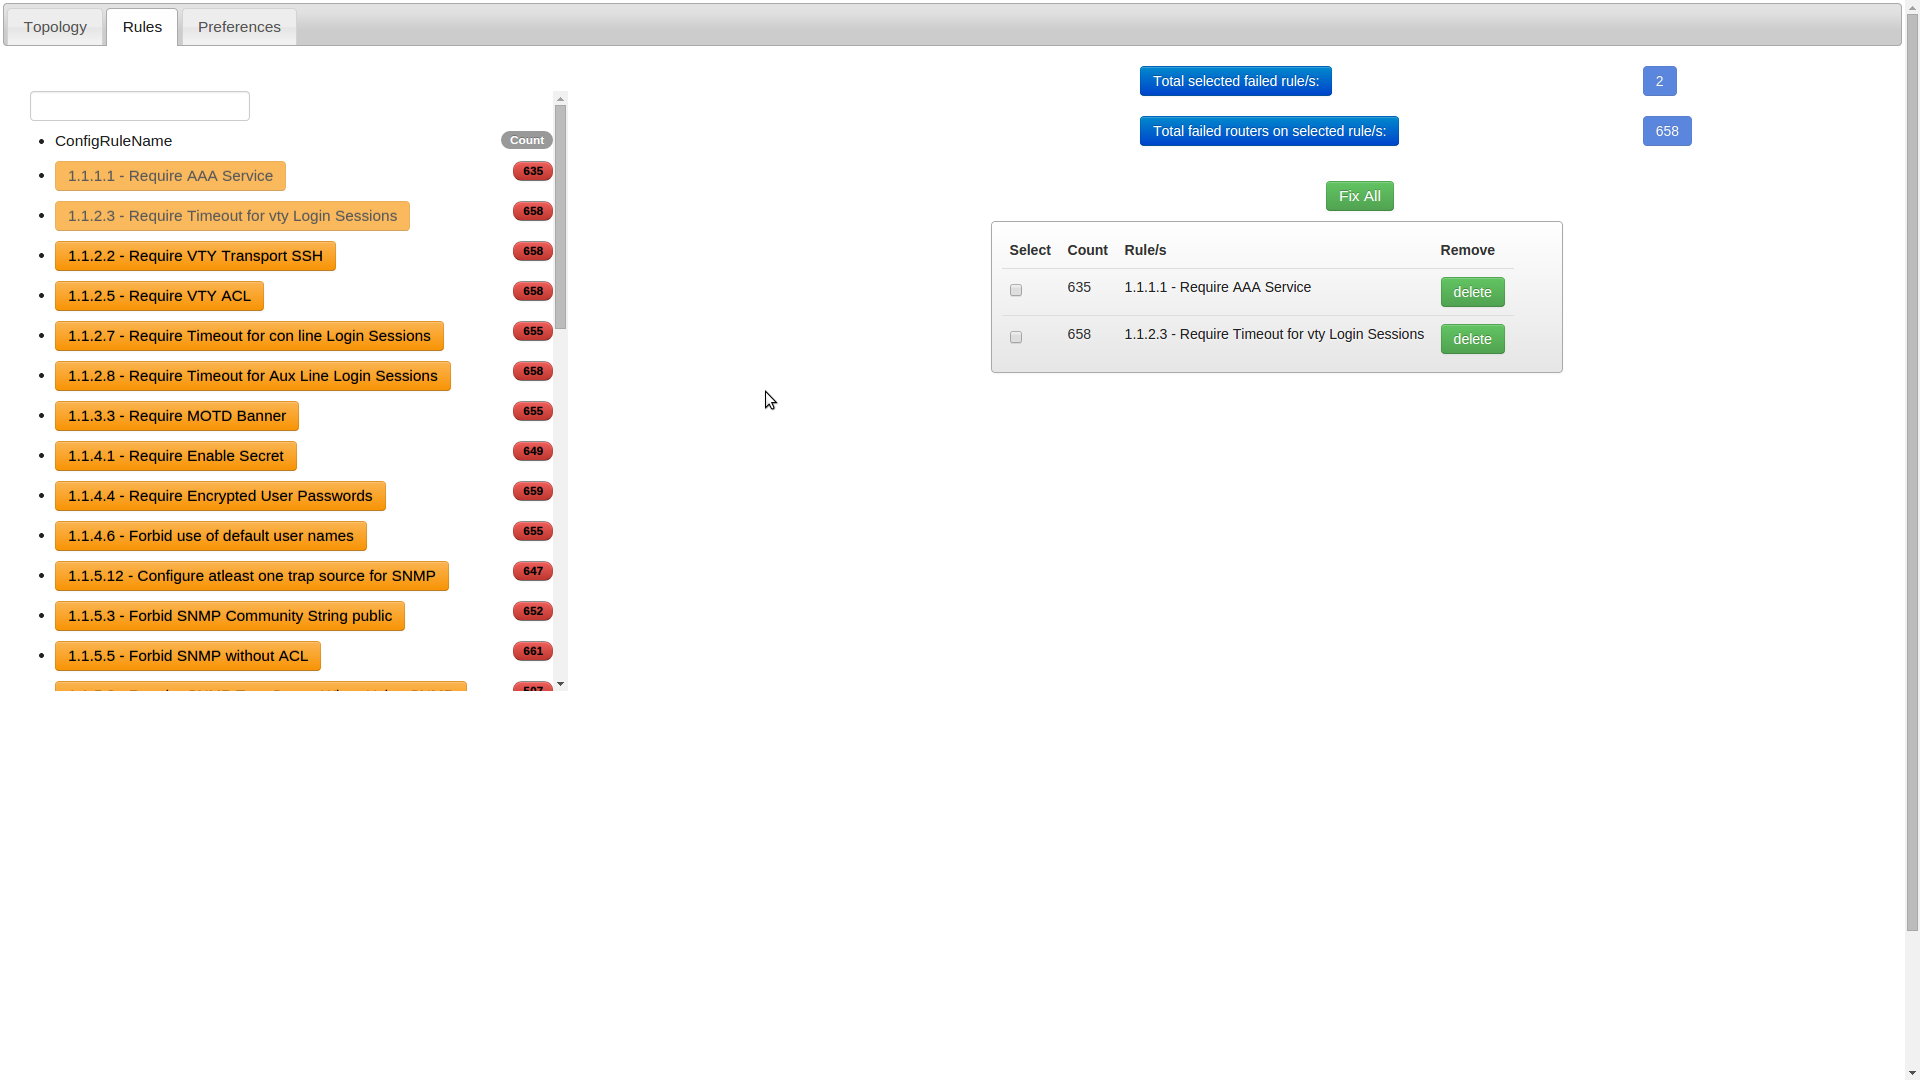 Topology Rules Preferences
Total selected failed rule/s: 2
Total failed routers on selected rule/s: 658
Fix All
ConfigRuleName Count
1.1.1.1 - Require AAA Service 635
1.1.2.3 - Require Timeout for vty Login Sessions 658
1.1.2.2 - Require VTY Transport SSH 658
1.1.2.5 - Require VTY ACL 658
1.1.2.7 - Require Timeout for con line Login Sessions 655
1.1.2.8 - Require Timeout for Aux Line Login Sessions 658
1.1.3.3 - Require MOTD Banner 655
1.1.4.1 - Require Enable Secret 649
1.1.4.4 - Require Encrypted User Passwords 659
1.1.4.6 - Forbid use of default user names 655
1.1.5.12 - Configure atleast one trap source for SNMP 647
1.1.5.3 - Forbid SNMP Community String public 652
1.1.5.5 - Forbid SNMP without ACL 661
Select Count Rule/s Remove
635 1.1.1.1 - Require AAA Service delete
658 1.1.2.3 - Require Timeout for vty Login Sessions delete